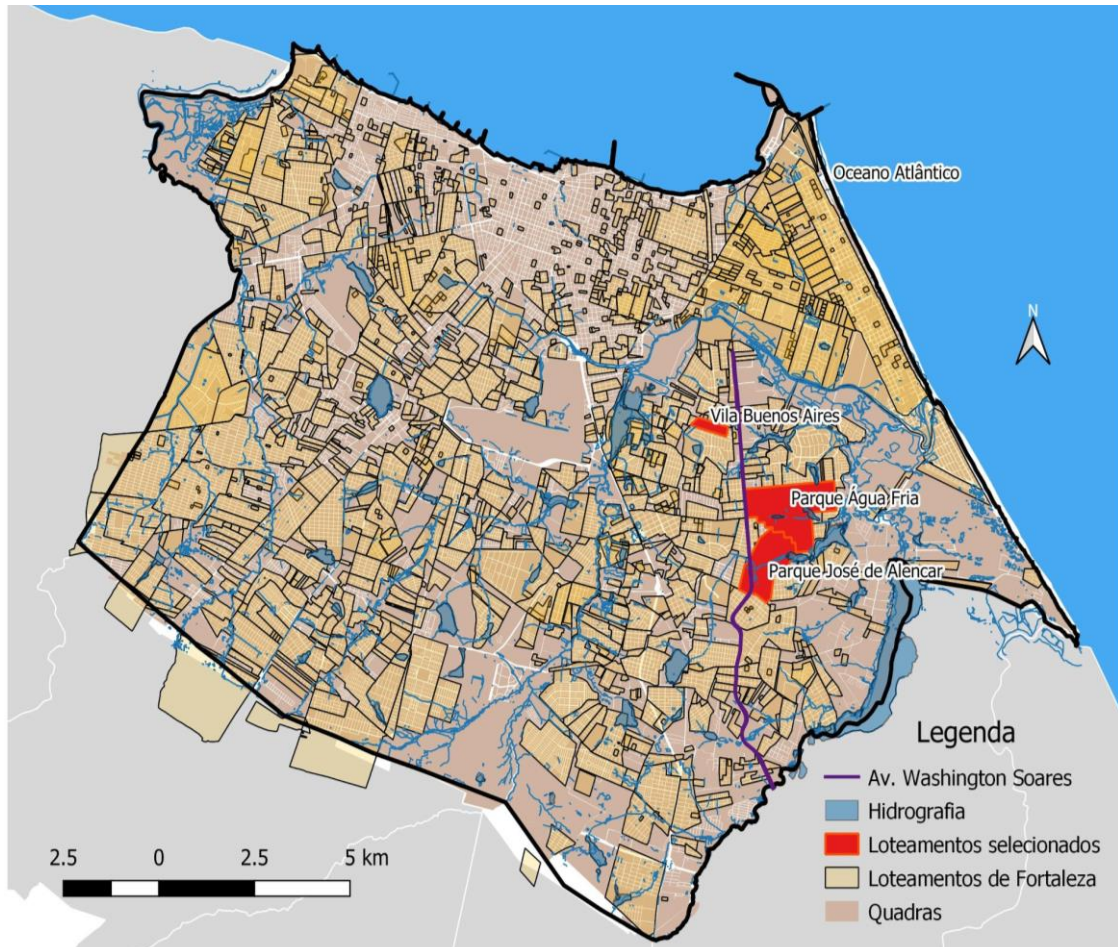 Oceano Atlântico
N
Vila Buenos Aires
Parque Água Fria
Parque José de Alencar
Legenda
Av. Washington Soares
Hidrografia
Loteamentos selecionados
Loteamentos de Fortaleza
Quadras
2.5 0 2.5 5 km